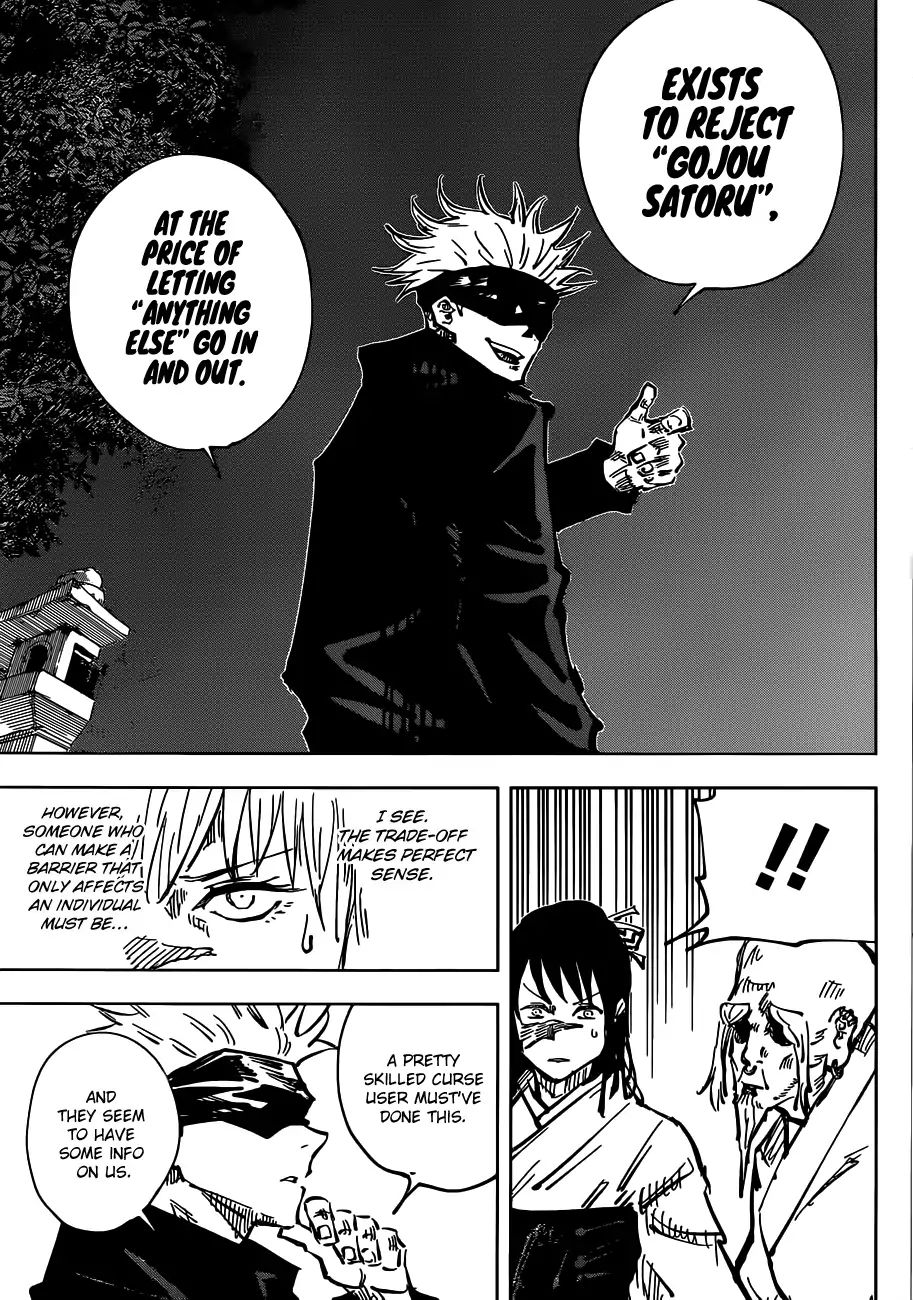 EXISTS
TO REJECT
“GOJOU
SATORU”,
AT THE
PRICE OF
LETTING
“ANYTHING
ELSE” GO IN
AND OUT.
!!
I SEE.
THE TRADE-OFF
MAKES PERFECT
SENSE.
HOWEVER,
SOMEONE WHO
CAN MAKE A
BARRIER THAT
ONLY AFFECTS
AN INDIVIDUAL
MUST BE...
A PRETTY
SKILLED CURSE
USER MUST’VE
DONE THIS.
AND
THEY SEEM
TO HAVE
SOME INFO
ON US.